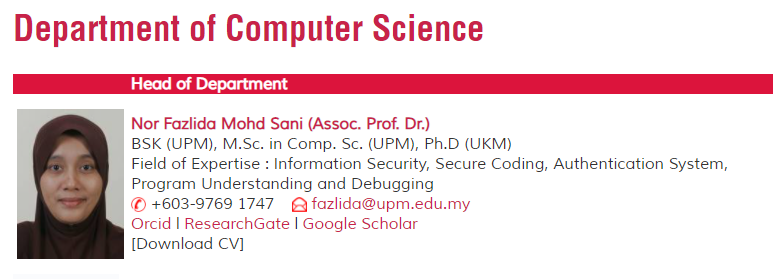 Department of Computer Science
Head of Department
Nor Fazlida Mohd Sani (Assoc. Prof. Dr.)
BSK (UPM), M.Sc. in Comp. Sc. (UPM), Ph.D (UKM)
Field of Expertise : Information Security, Secure Coding, Authentication System,
Program Understanding and Debugging
+603-9769 1747 fazlida@upm.edu.my
Orcid | ResearchGate | Google Scholar
[Download CV]